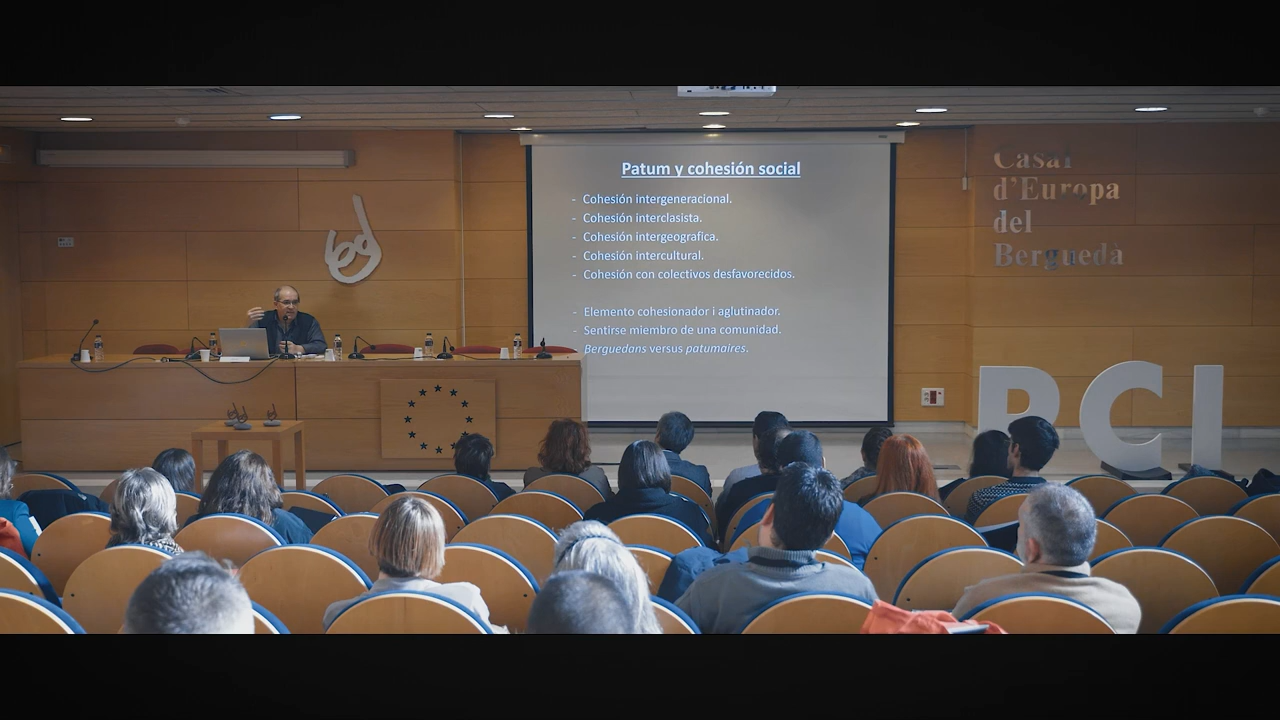 Patum y cohesión social
- Cohesión intergeneracional.
- Cohesión interclasista.
- Cohesión intergeografica.
- Cohesión intercultural.
- Cohesión con colectivos desfavorecidos.
- Elemento cohesionador i aglutinador.
- Sentirse miembro de una comunidad.
Berguedans versus patumaires.
Casal
d'Europa
del
Berguedà
PCI